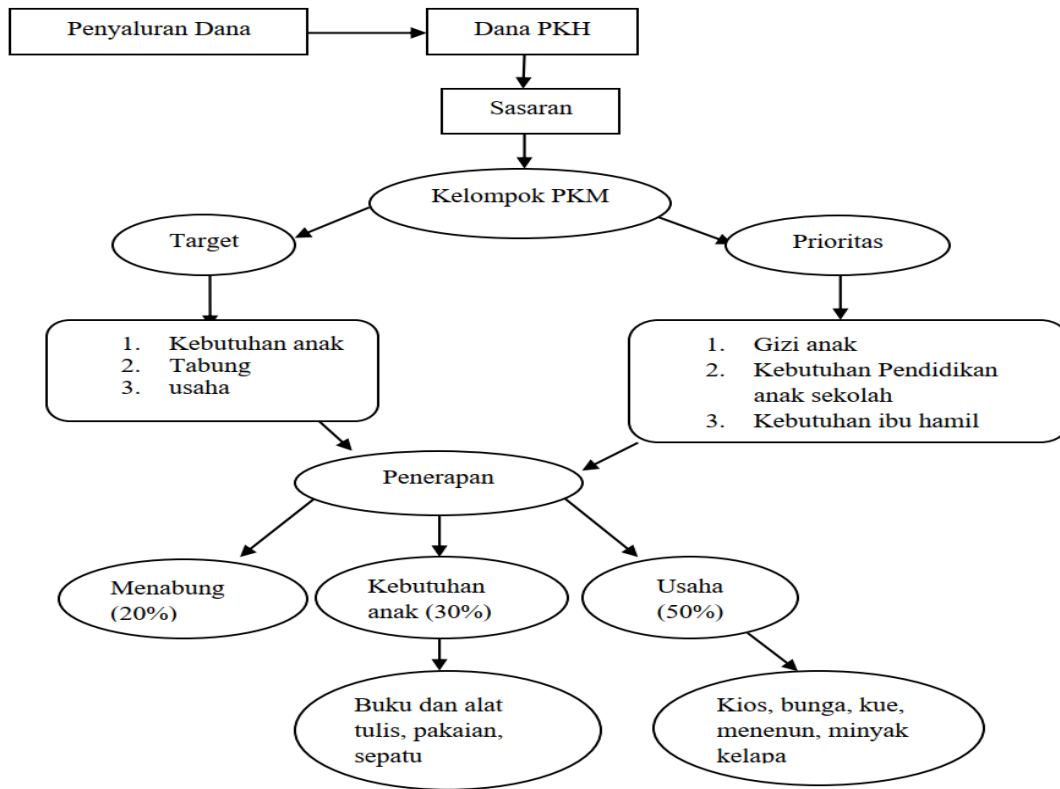 Penyaluran Dana
Dana PKH
Sasaran
Kelompok PKM
Target
Prioritas
1. Kebutuhan anak
2. Tabung
3. usaha
1. Gizi anak
2. Kebutuhan Pendidikan
anak sekolah
3. Kebutuhan ibu hamil
Penerapan
Menabung
(20%)
Kebutuhan
anak (30%)
Usaha
(50%)
Buku dan alat
tulis, pakaian,
sepatu
Kios, bunga, kue,
menenun, minyak
kelapa